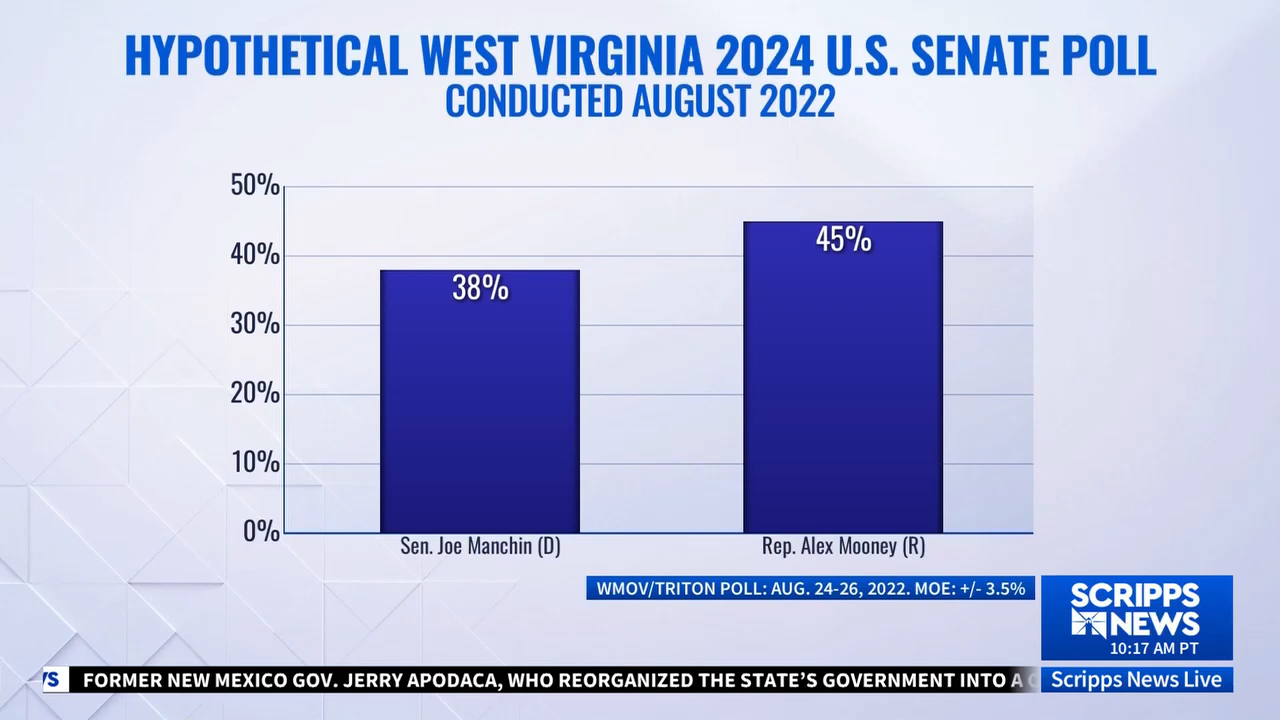 HYPOTHETICAL WEST VIRGINIA 2024 U.S. SENATE POLL
CONDUCTED AUGUST 2022
50%
40%
30%
20%
10%
0%
38%
45%
Sen. Joe Manchin (D)
Rep. Alex Mooney (R)
WMOV/TRITON POLL: AUG. 24-26, 2022. MOE: +/- 3.5%
SCRIPPS
NEWS
10:17 AM PT
FORMER NEW MEXICO GOV. JERRY APODACA, WHO REORGANIZED THE STATE'S GOVERNMENT INTO A
Scripps News Live